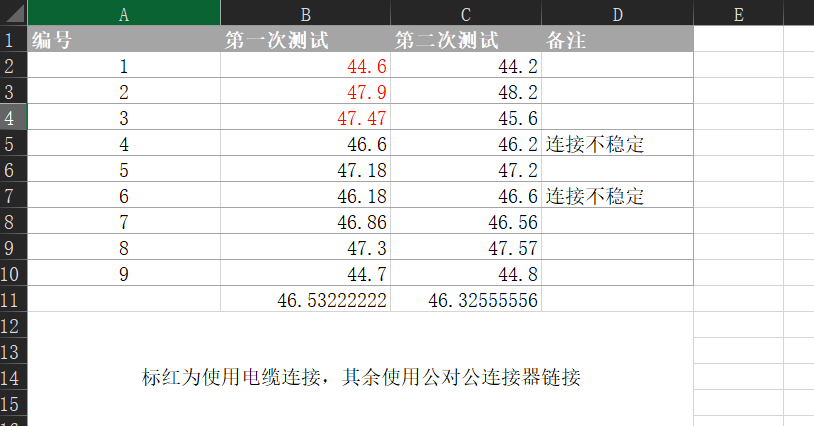 A B C D E
1 编号 第一次测试 第二次测试 备注
2 1 44.6 44.2
3 2 47.9 48.2
4 3 47.47 45.6
5 4 46.6 46.2 连接不稳定
6 5 47.18 47.2
7 6 46.18 46.6 连接不稳定
8 7 46.86 46.56
9 8 47.3 47.57
10 9 44.7 44.8
11 46.53222222 46.32555556
12
13
14 标红为使用电缆连接，其余使用公对公连接器链接
15